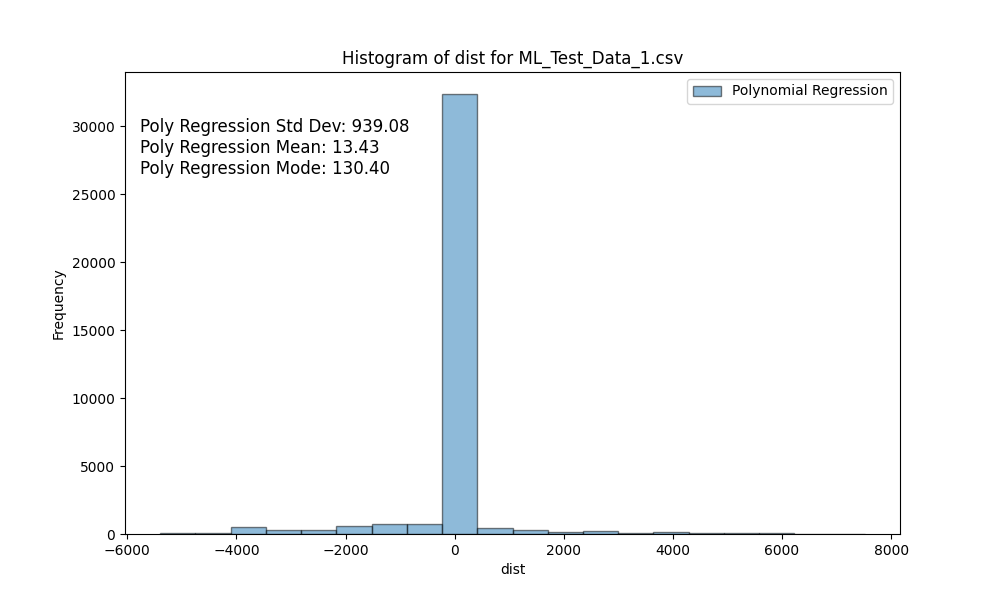 Histogram of dist for ML_Test_Data_1.csv
Polynomial Regression
Poly Regression Std Dev: 939.08
Poly Regression Mean: 13.43
Poly Regression Mode: 130.40
Frequency
30000
25000
20000
15000
10000
5000
0
−6000
−4000
−2000
0
2000
4000
6000
8000
dist